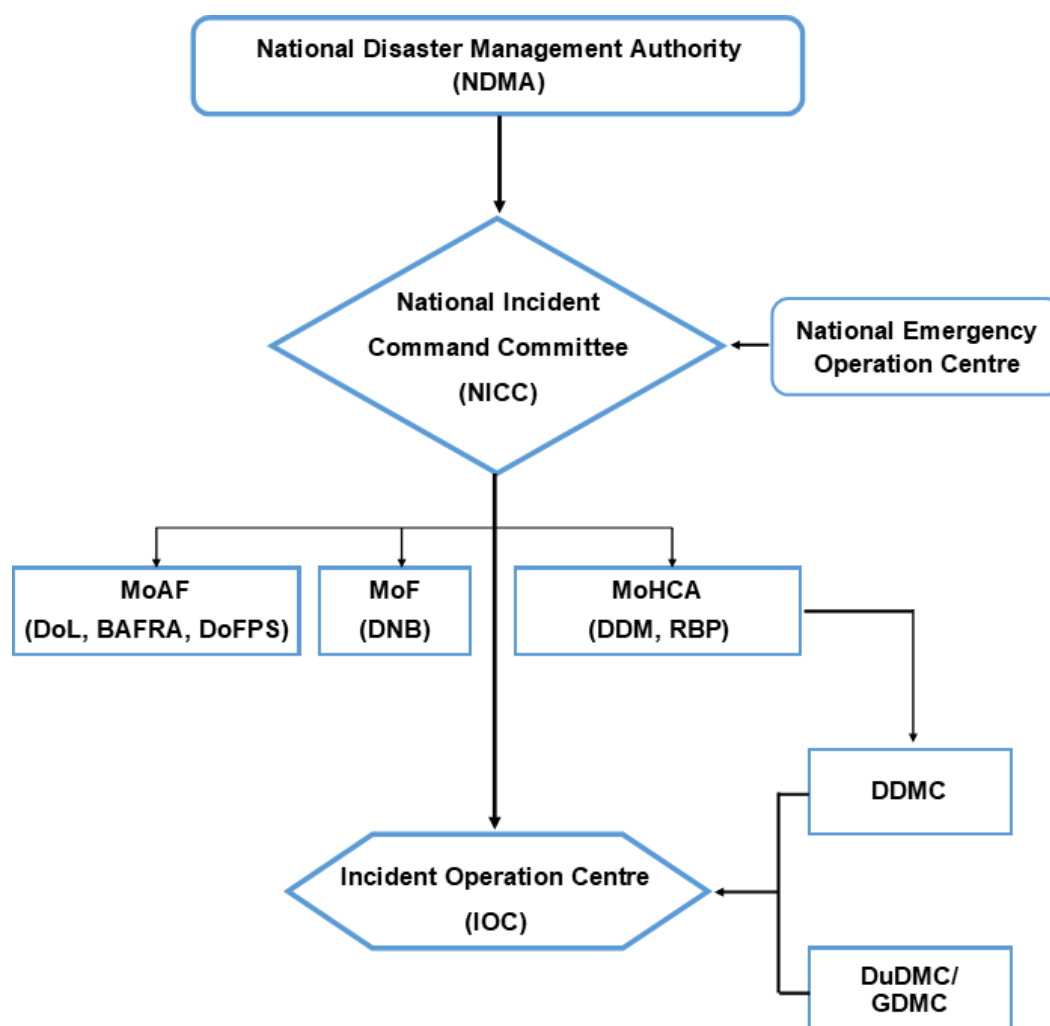 National Disaster Management Authority
(NDMA)
National Incident
Command Committee
(NICC)
National Emergency
Operation Centre
MoAF
(DoL, BAFRA, DoFPS)
MoF
(DNB)
MoHCA
(DDM, RBP)
DDMC
Incident Operation Centre
(IOC)
DuDMC/
GDMC